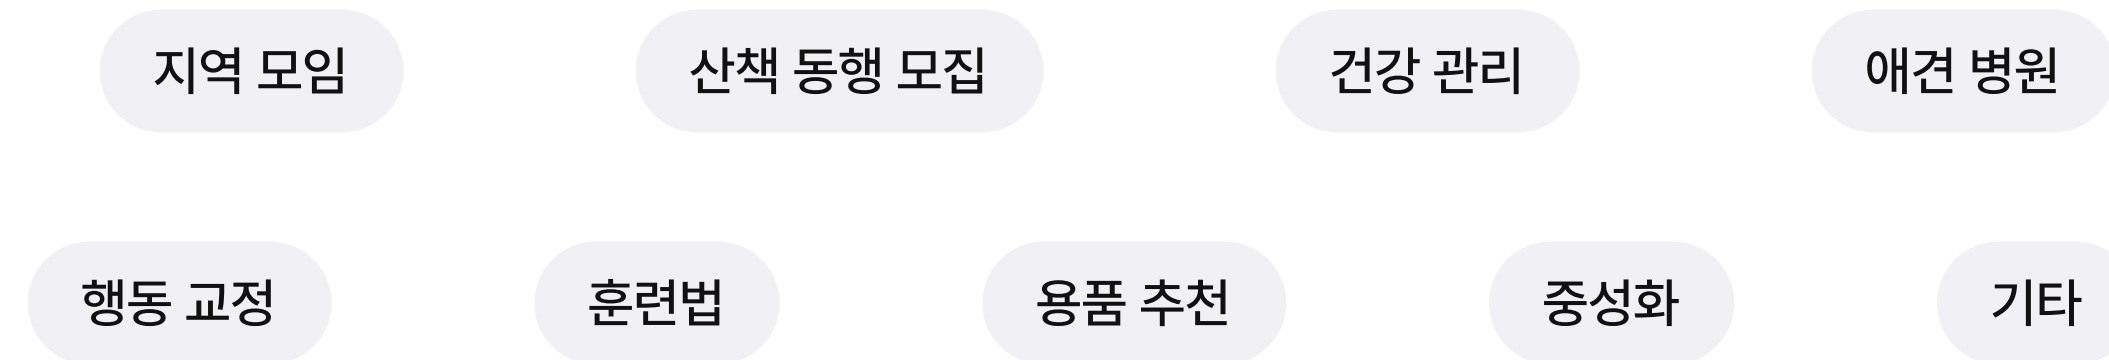 지역 모임 산책 동행 모집 건강 관리 애견 병원
행동 교정 훈련법 용품 추천 중성화 기타